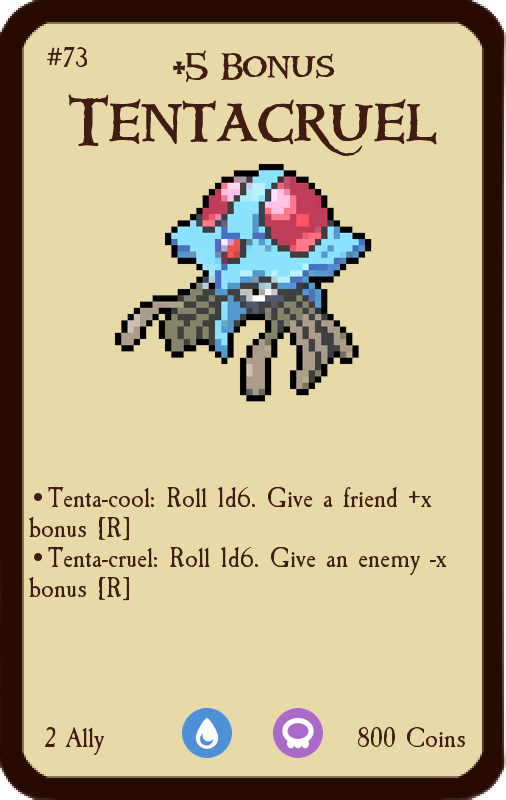 #73
+5 Bonus
Tentacruel
•Tenta-cool: Roll 1d6. Give a friend +x
bonus [R]
•Tenta-cruel: Roll 1d6. Give an enemy -x
bonus [R]
2 Ally
800 Coins